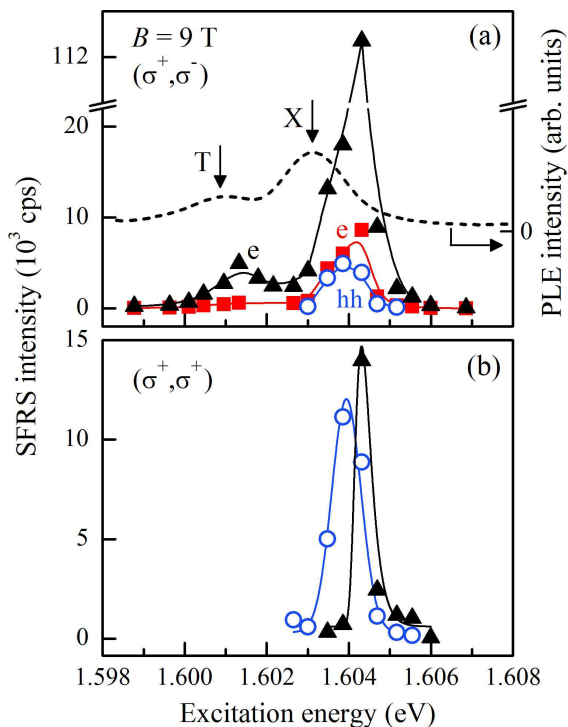 B = 9 T
(σ⁺,σ⁻)
(a)
112
20
10
0
T
X
e
e
hh
0
SFRS intensity (10³ cps)
PLE intensity (arb. units)
(σ⁺,σ⁺)
(b)
15
10
5
0
1.598 1.600 1.602 1.604 1.606 1.608
Excitation energy (eV)